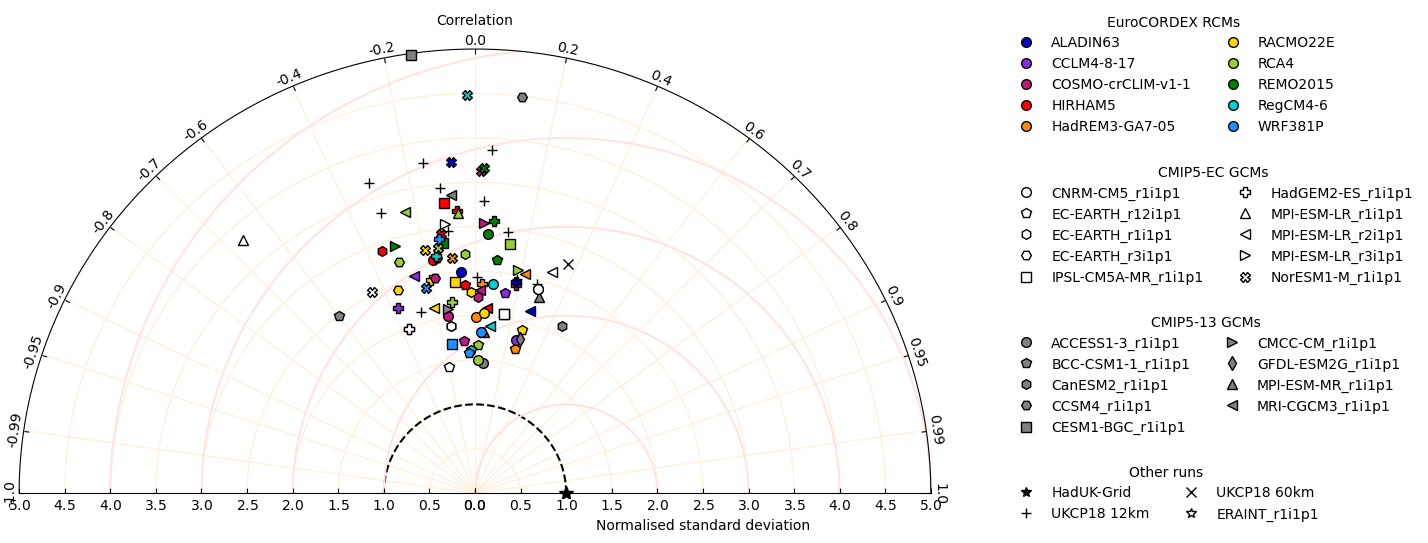 Correlation
0.0
-0.2
0.2
-0.4
0.4
-0.6
0.6
-0.7
0.7
-0.8
0.8
-0.9
0.9
-0.95
0.95
-0.99
0.99
-1.0
1.0
5.0 4.5 4.0 3.5 3.0 2.5 2.0 1.5 1.0 0.5 0.0 0.5 1.0 1.5 2.0 2.5 3.0 3.5 4.0 4.5 5.0
Normalised standard deviation
EuroCORDEX RCMs
ALADIN63
CCLM4-8-17
COSMO-crCLIM-v1-1
HIRHAM5
HadREM3-GA7-05
RACMO22E
RCA4
REMO2015
RegCM4-6
WRF381P
CMIP5-EC GCMs
CNRM-CM5_r1i1p1
EC-EARTH_r12i1p1
EC-EARTH_r1i1p1
EC-EARTH_r3i1p1
IPSL-CM5A-MR_r1i1p1
HadGEM2-ES_r1i1p1
MPI-ESM-LR_r1i1p1
MPI-ESM-LR_r2i1p1
MPI-ESM-LR_r3i1p1
NorESM1-M_r1i1p1
CMIP5-13 GCMs
ACCESS1-3_r1i1p1
BCC-CSM1-1_r1i1p1
CanESM2_r1i1p1
CCSM4_r1i1p1
CESM1-BGC_r1i1p1
CMCC-CM_r1i1p1
GFDL-ESM2G_r1i1p1
MPI-ESM-MR_r1i1p1
MRI-CGCM3_r1i1p1
Other runs
HadUK-Grid
UKCP18 12km
UKCP18 60km
ERAINT_r1i1p1